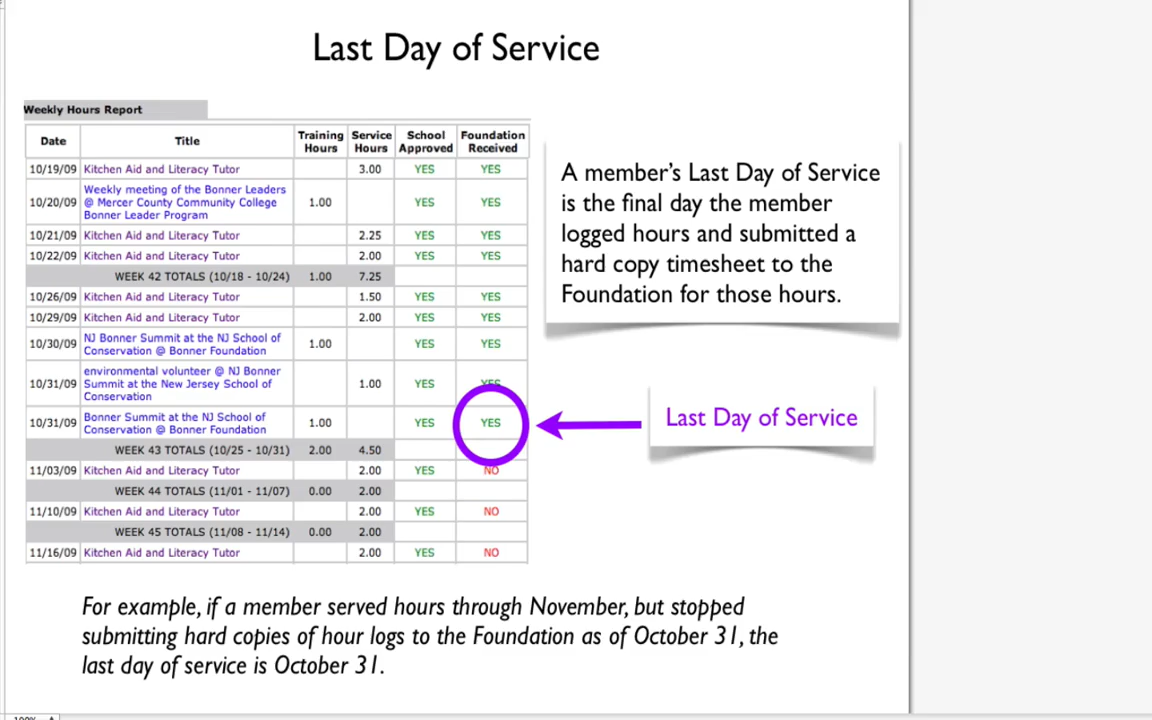 Last Day of Service
Weekly Hours Report
Date Title Training Hours Service Hours School Approved Foundation Received
10/19/09 Kitchen Aid and Literacy Tutor 3.00 YES YES
10/20/09 Weekly meeting of the Bonner Leaders @ Mercer County Community College Bonner Leader Program 1.00 YES YES
10/21/09 Kitchen Aid and Literacy Tutor 2.25 YES YES
10/22/09 Kitchen Aid and Literacy Tutor 2.00 YES YES
WEEK 42 TOTALS (10/18 - 10/24) 1.00 7.25
10/26/09 Kitchen Aid and Literacy Tutor 1.50 YES YES
10/29/09 Kitchen Aid and Literacy Tutor 2.00 YES YES
10/30/09 NJ Bonner Summit at the NJ School of Conservation @ Bonner Foundation 1.00 YES YES
10/31/09 environmental volunteer @ NJ Bonner Summit at the New Jersey School of Conservation 1.00 YES YES
10/31/09 Bonner Summit at the NJ School of Conservation @ Bonner Foundation 1.00 YES YES
WEEK 43 TOTALS (10/25 - 10/31) 2.00 4.50
11/03/09 Kitchen Aid and Literacy Tutor 2.00 YES NO
WEEK 44 TOTALS (11/01 - 11/07) 0.00 2.00
11/10/09 Kitchen Aid and Literacy Tutor 2.00 YES NO
WEEK 45 TOTALS (11/08 - 11/14) 0.00 2.00
11/16/09 Kitchen Aid and Literacy Tutor 2.00 YES NO
A member's Last Day of Service
is the final day the member
logged hours and submitted a
hard copy timesheet to the
Foundation for those hours.
Last Day of Service
For example, if a member served hours through November, but stopped
submitting hard copies of hour logs to the Foundation as of October 31, the
last day of service is October 31.
100%